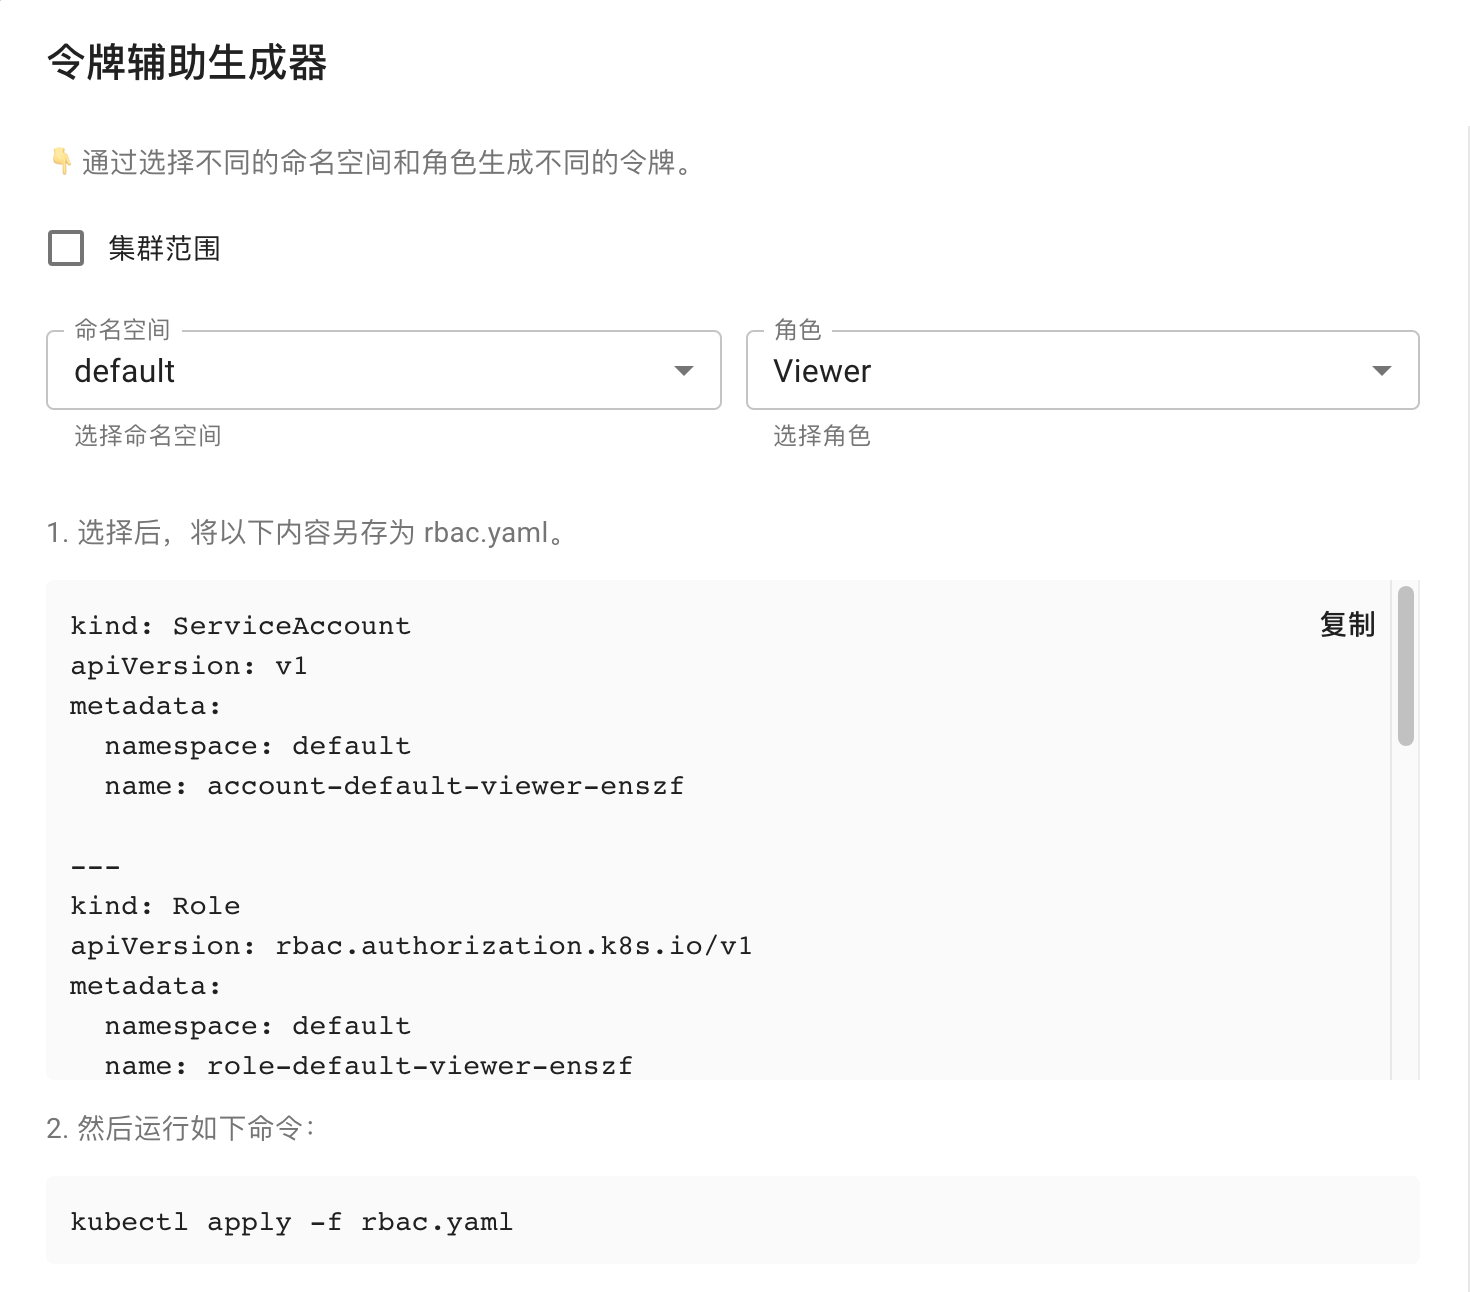 令牌辅助生成器
👇 通过选择不同的命名空间和角色生成不同的令牌。
集群范围
命名空间
default
选择命名空间
角色
Viewer
选择角色
1. 选择后，将以下内容另存为 rbac.yaml。
复制
kind: ServiceAccount
apiVersion: v1
metadata:
  namespace: default
  name: account-default-viewer-enszf

---
kind: Role
apiVersion: rbac.authorization.k8s.io/v1
metadata:
  namespace: default
  name: role-default-viewer-enszf
2. 然后运行如下命令：
kubectl apply -f rbac.yaml